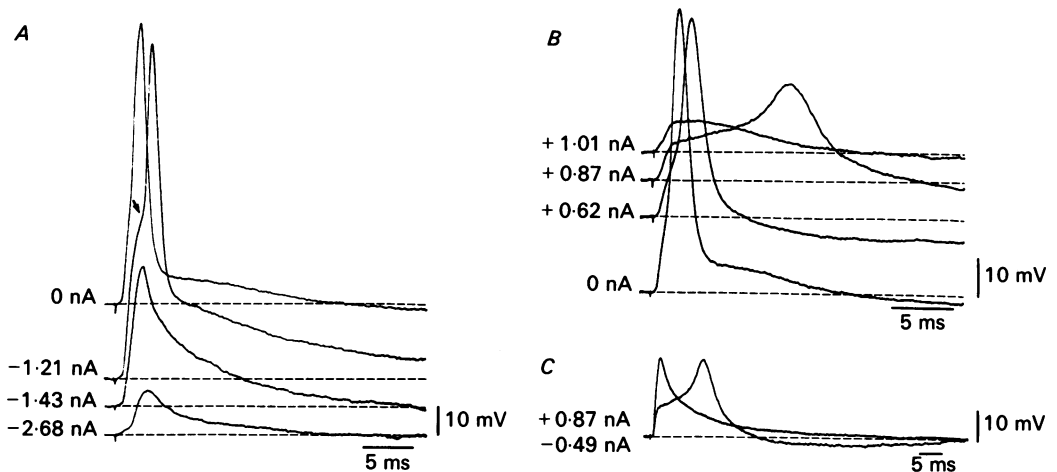 A
0 nA
−1·21 nA
−1·43 nA
−2·68 nA
10 mV
5 ms
B
+ 1·01 nA
+ 0·87 nA
+ 0·62 nA
0 nA
10 mV
5 ms
C
+ 0·87 nA
− 0·49 nA
10 mV
5 ms